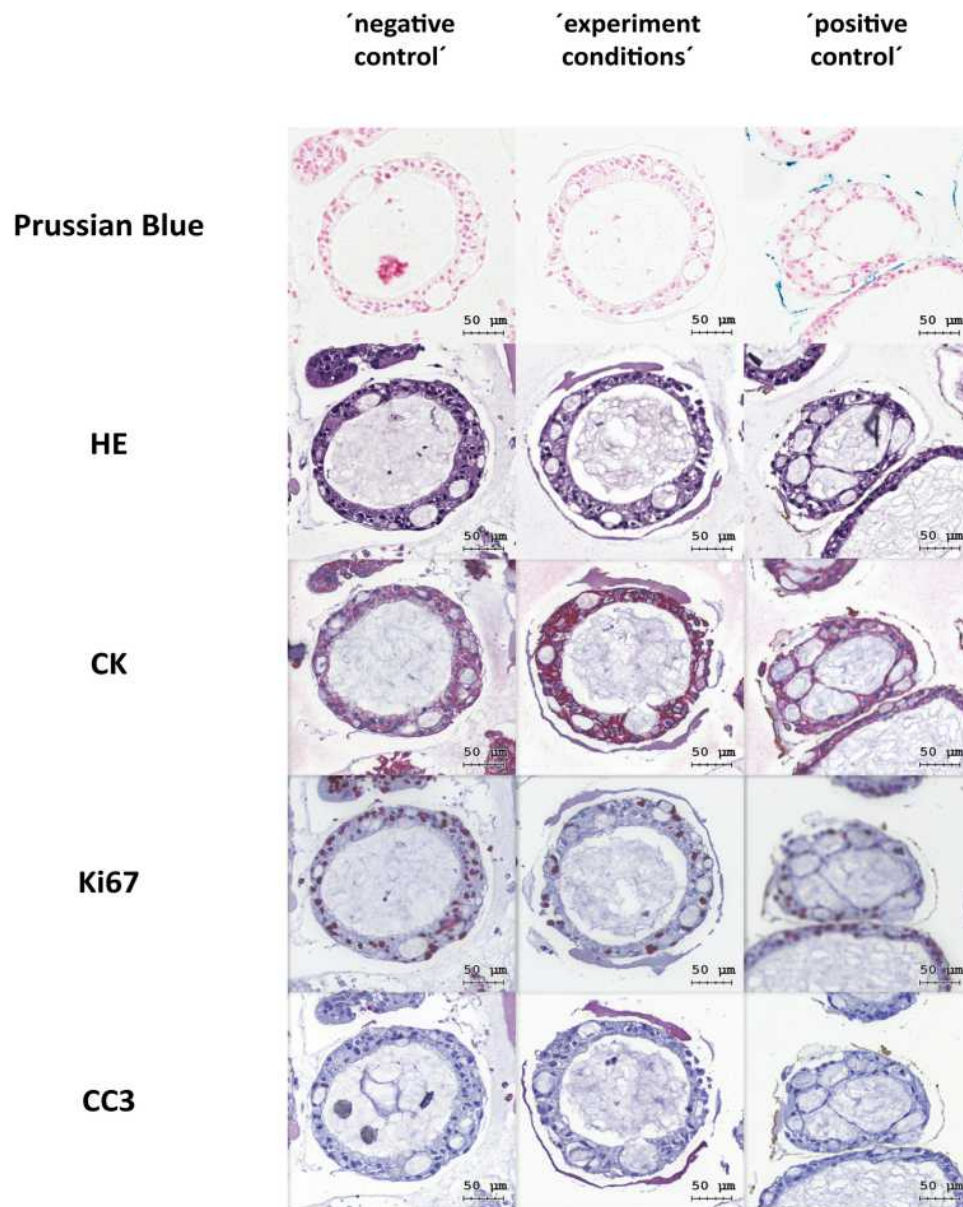 ´negative control´
´experiment conditions´
´positive control´
Prussian Blue
50 µm
50 µm
50 µm
HE
50 µm
50 µm
50 µm
CK
50 µm
50 µm
50 µm
Ki67
50 µm
50 µm
50 µm
CC3
50 µm
50 µm
50 µm